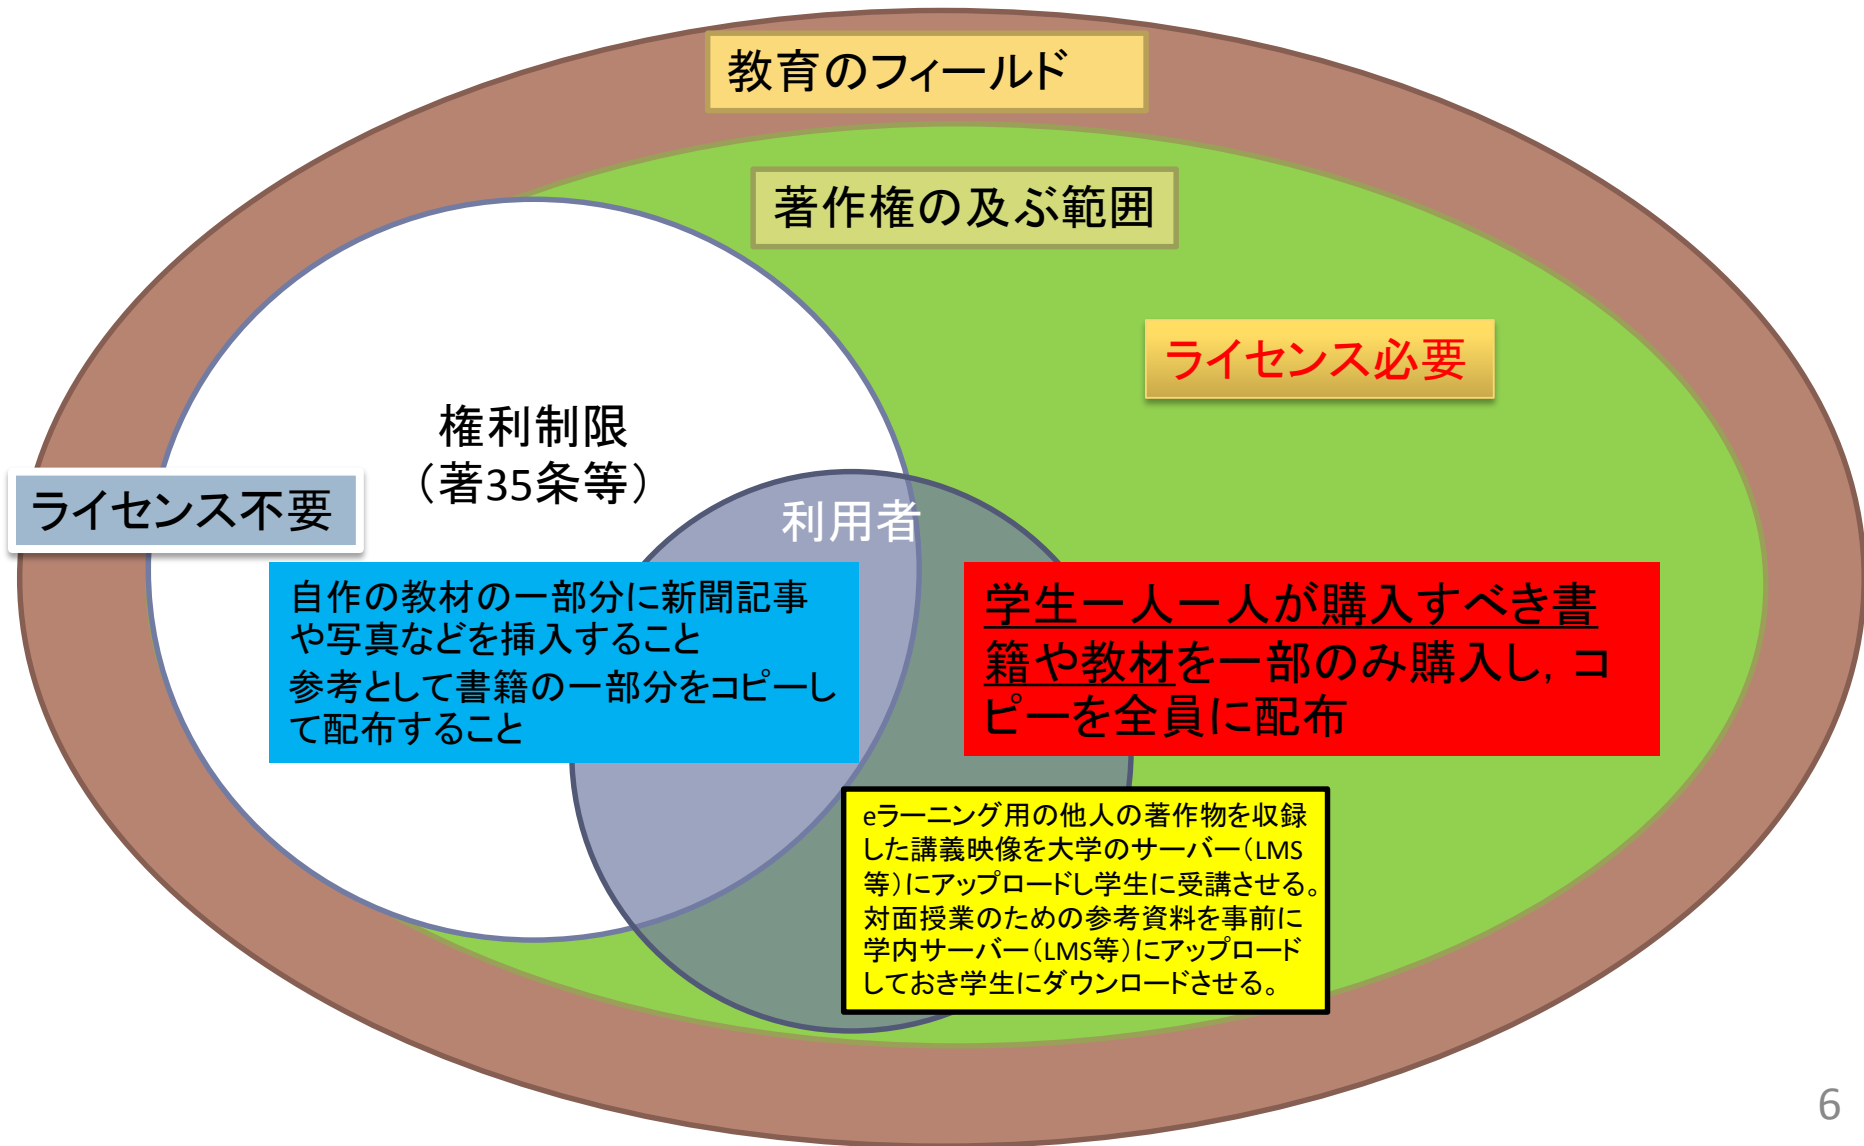 教育のフィールド
著作権の及ぶ範囲
ライセンス必要
権利制限
（著35条等）
ライセンス不要
利用者
自作の教材の一部分に新聞記事
や写真などを挿入すること
参考として書籍の一部分をコピーし
て配布すること
学生一人一人が購入すべき書
籍や教材を一部のみ購入し，コ
ピーを全員に配布
eラーニング用の他人の著作物を収録
した講義映像を大学のサーバー（LMS
等）にアップロードし学生に受講させる。
対面授業のための参考資料を事前に
学内サーバー（LMS等）にアップロード
しておき学生にダウンロードさせる。
6